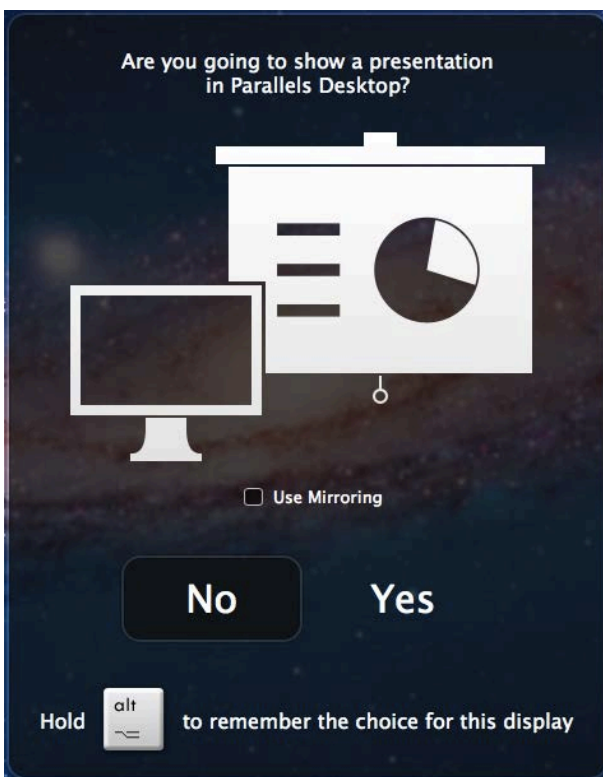 Are you going to show a presentation
in Parallels Desktop?
Use Mirroring
No Yes
Hold alt to remember the choice for this display